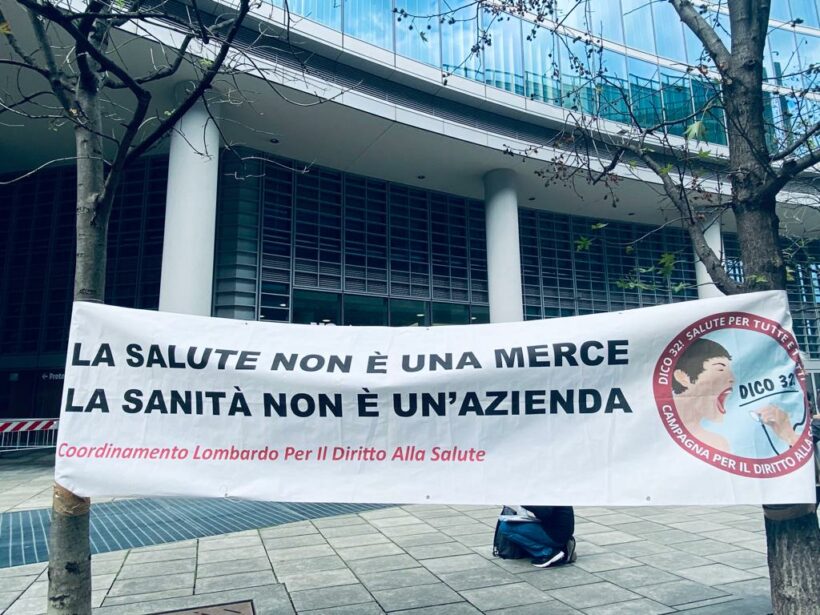 LA SALUTE NON È UNA MERCE
LA SANITÀ NON È UN'AZIENDA
Coordinamento Lombardo Per Il Diritto Alla Salute
DICO 32! SALUTE PER TUTTE
DICO 32
CAMPAGNA PER IL DIRITTO ALLA